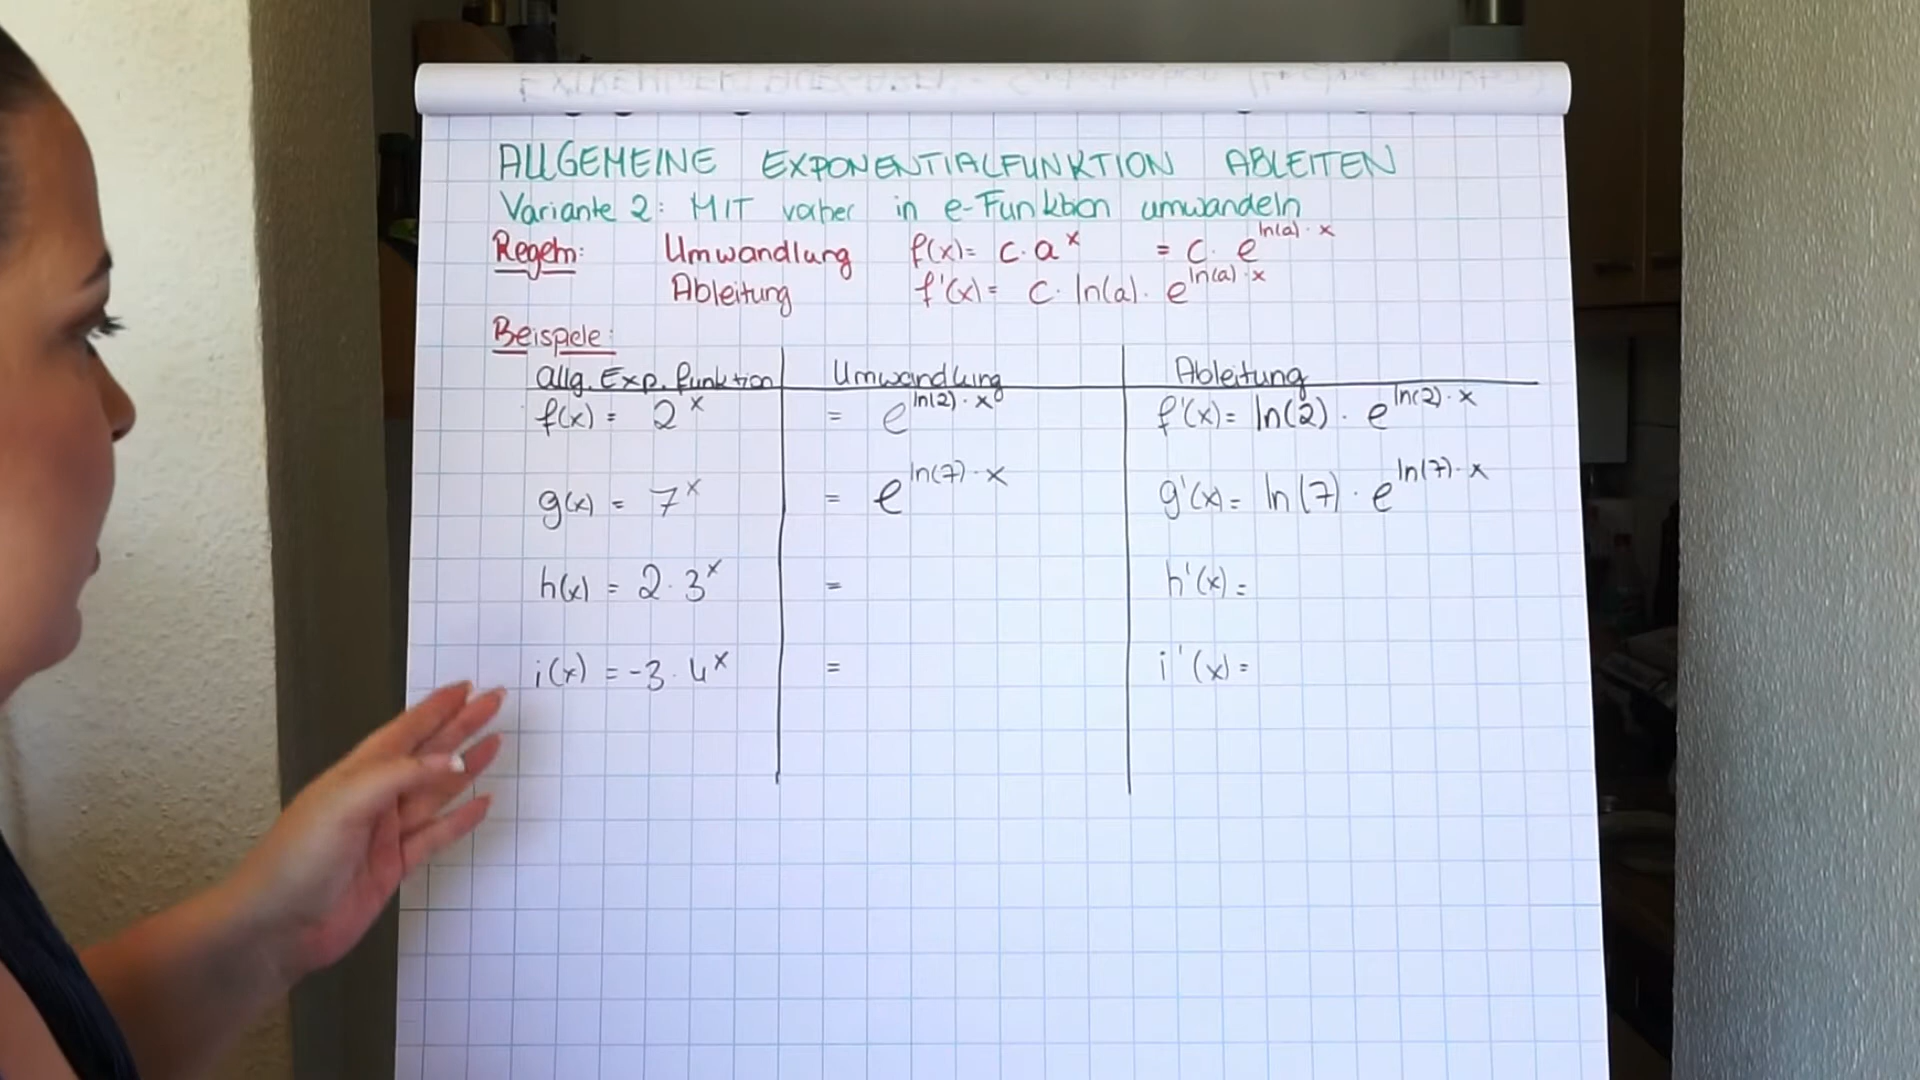 ALLGEMEINE EXPONENTIALFUNKTION ABLEITEN
Variante 2: MIT vorher in e-Funktion umwandeln
Regeln: Umwandlung f(x) = c · a^x = c · e^(ln(a) · x)
Ableitung f'(x) = c · ln(a) · e^(ln(a) · x)
Beispiele:
allg. Exp. funktion Umwandlung Ableitung
f(x) = 2^x = e^(ln(2) · x) f'(x) = ln(2) · e^(ln(2) · x)
g(x) = 7^x = e^(ln(7) · x) g'(x) = ln(7) · e^(ln(7) · x)
h(x) = 2 · 3^x = h'(x) =
i(x) = -3 · 4^x = i'(x) =